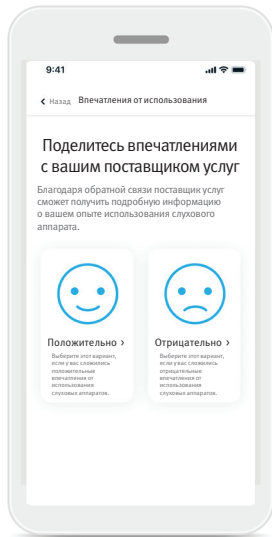 9:41
Назад Впечатления от использования
Поделитесь впечатлениями
с вашим поставщиком услуг
Благодаря обратной связи поставщик услуг
сможет получить подробную информацию
о вашем опыте использования слухового
аппарата.
Положительно
Выберите этот вариант,
если у вас сложились
положительные
впечатления от
использования
слуховых аппаратов.
Отрицательно
Выберите этот вариант,
если у вас сложились
отрицательные
впечатления от
использования
слуховых аппаратов.